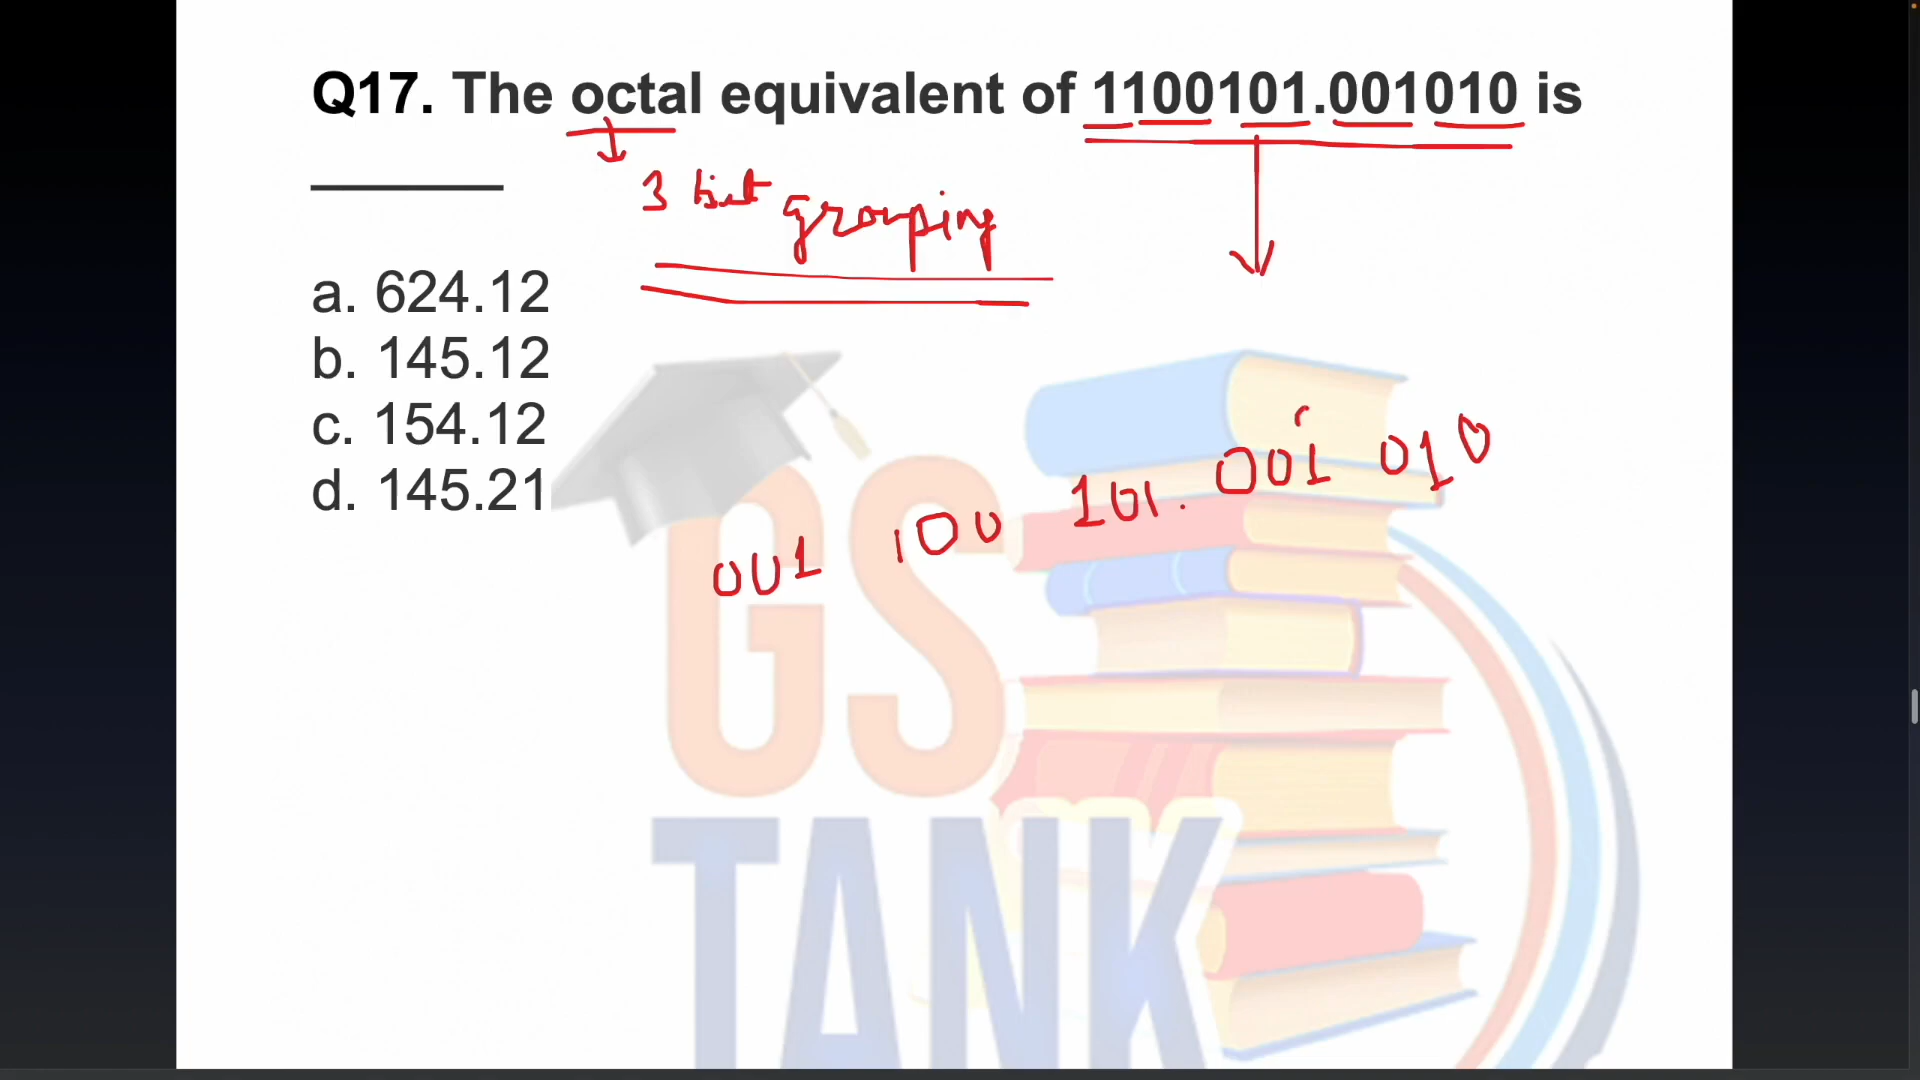 Q17. The octal equivalent of 1100101.001010 is
__________
3 bit grouping
a. 624.12
b. 145.12
c. 154.12
d. 145.21
001 100 101. 001 010
GS
TANK